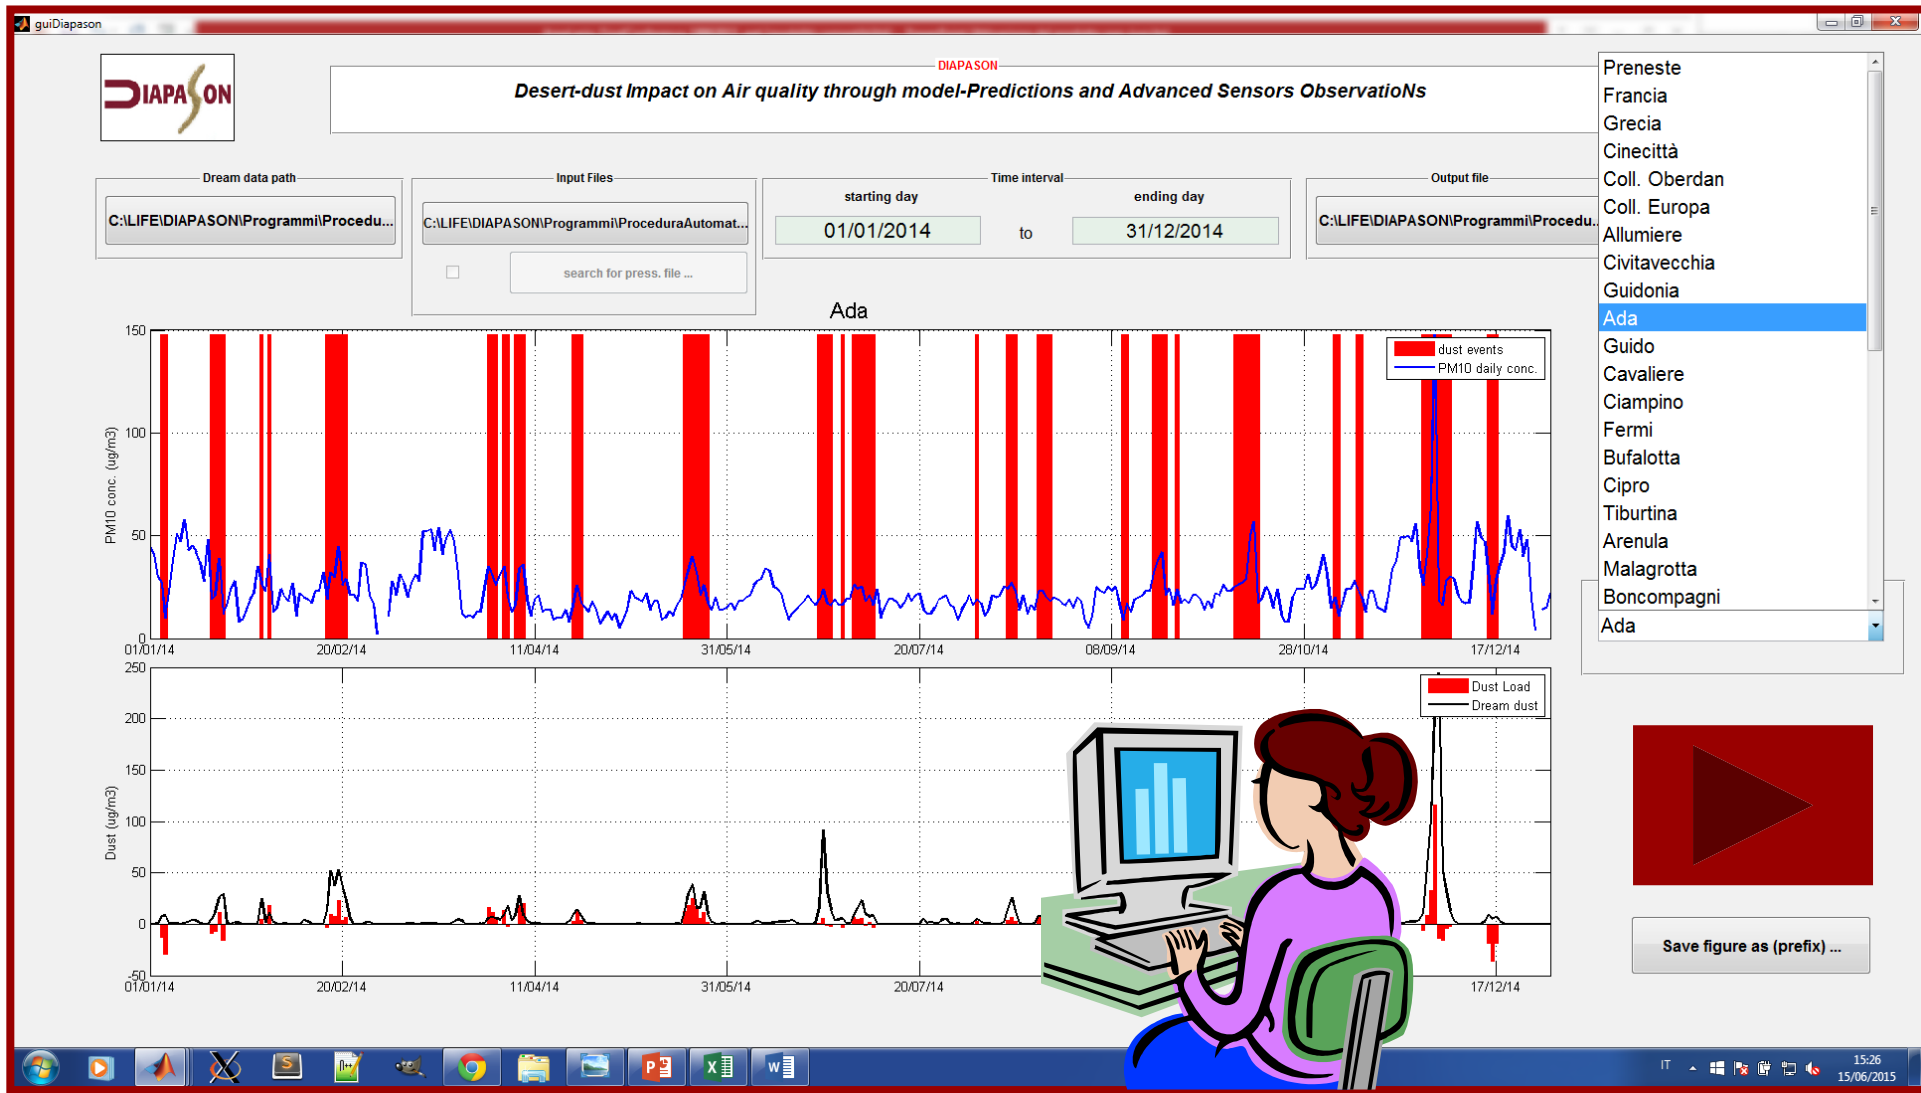 guiDiapason
DIAPASON
DIAPASON
Desert-dust Impact on Air quality through model-Predictions and Advanced Sensors ObservatioNs
Dream data path
C:\LIFE\DIAPASON\Programmi\Procedu...
Input Files
C:\LIFE\DIAPASON\Programmi\ProceduraAutomat...
search for press. file ...
Time interval
starting day
ending day
01/01/2014
to
31/12/2014
Output file
C:\LIFE\DIAPASON\Programmi\Procedu...
Preneste
Francia
Grecia
Cinecittà
Coll. Oberdan
Coll. Europa
Allumiere
Civitavecchia
Guidonia
Ada
Guido
Cavaliere
Ciampino
Fermi
Bufalotta
Cipro
Tiburtina
Arenula
Malagrotta
Boncompagni
Ada
Ada
150
100
50
0
PM10 conc. (ug/m3)
dust events
PM10 daily conc.
01/01/14 20/02/14 11/04/14 31/05/14 20/07/14 08/09/14 28/10/14 17/12/14
250
200
150
100
50
0
-50
Dust (ug/m3)
Dust Load
Dream dust
01/01/14 20/02/14 11/04/14 31/05/14 20/07/14 17/12/14
Save figure as (prefix) ...
IT
15:26
15/06/2015